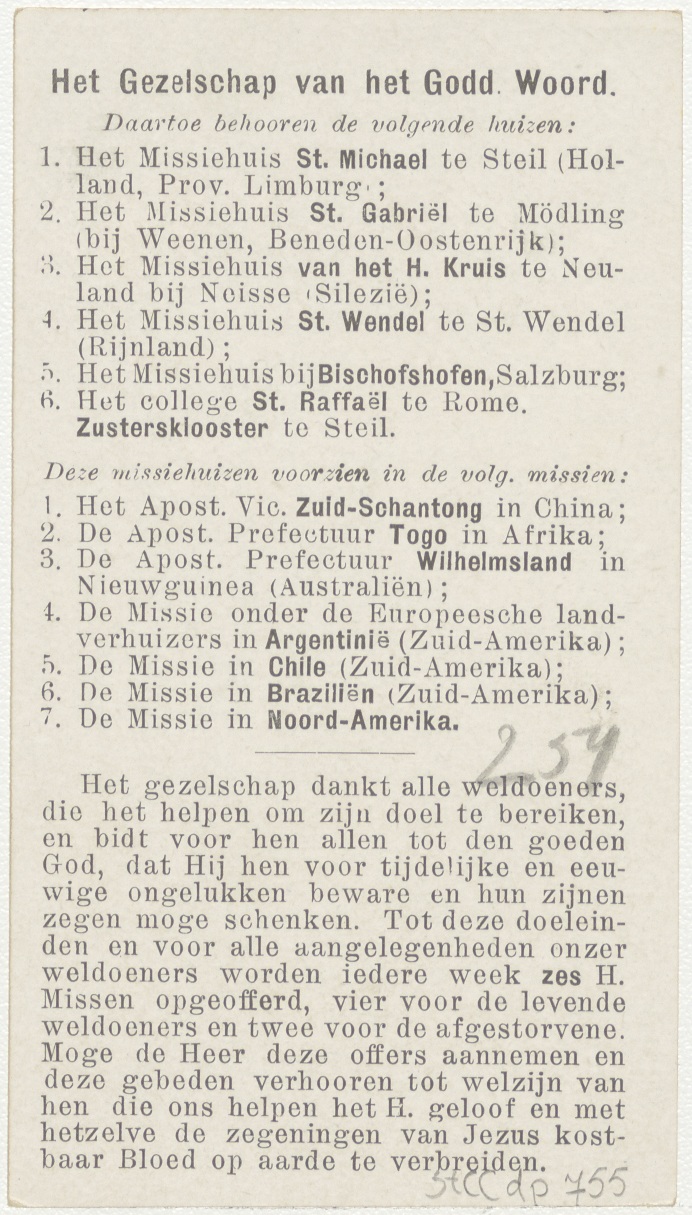 Het Gezelschap van het Godd. Woord.
Daartoe behooren de volgende huizen:
1. Het Missiehuis St. Michael te Steil (Hol-
land, Prov. Limburg);
2. Het Missiehuis St. Gabriël te Mödling
(bij Weenen, Beneden-Oostenrijk);
3. Het Missiehuis van het H. Kruis te Neu-
land bij Neisse (Silezië);
4. Het Missiehuis St. Wendel te St. Wendel
(Rijnland);
5. Het Missiehuis bij Bischofshofen, Salzburg;
6. Het college St. Raffaël te Rome.
Zustersklooster te Steil.
Deze missiehuizen voorzien in de volg. missien:
1. Het Apost. Vic. Zuid-Schantong in China;
2. De Apost. Prefectuur Togo in Afrika;
3. De Apost. Prefectuur Wilhelmsland in
Nieuwguinea (Australiën);
4. De Missie onder de Europeesche land-
verhuizers in Argentinië (Zuid-Amerika);
5. De Missie in Chile (Zuid-Amerika);
6. De Missie in Braziliën (Zuid-Amerika);
7. De Missie in Noord-Amerika.
254
Het gezelschap dankt alle weldoeners,
die het helpen om zijn doel te bereiken,
en bidt voor hen allen tot den goeden
God, dat Hij hen voor tijdelijke en eeu-
wige ongelukken beware en hun zijnen
zegen moge schenken. Tot deze doelein-
den en voor alle aangelegenheden onzer
weldoeners worden iedere week zes H.
Missen opgeofferd, vier voor de levende
weldoeners en twee voor de afgestorvene.
Moge de Heer deze offers aannemen en
deze gebeden verhooren tot welzijn van
hen die ons helpen het H. geloof en met
hetzelve de zegeningen van Jezus kost-
baar Bloed op aarde te verbreiden.
StCC dp 755